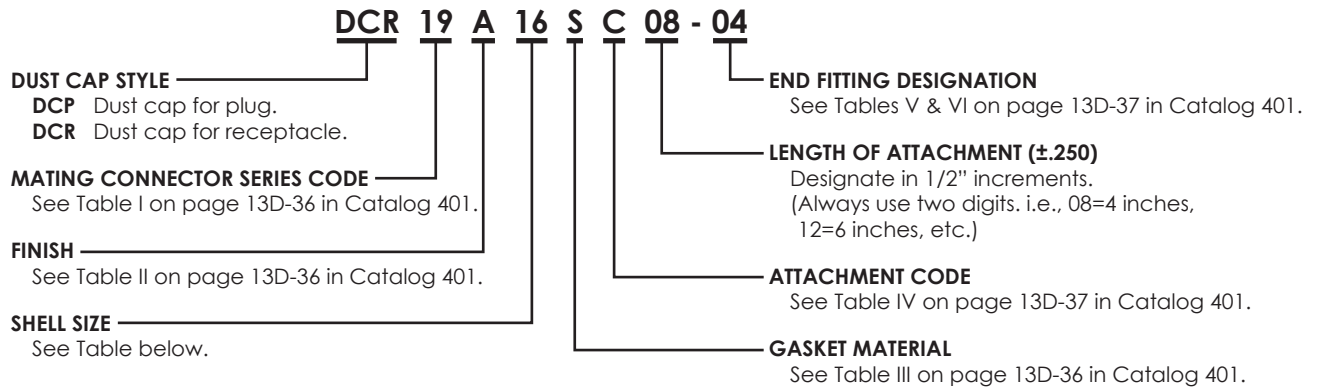 DCR 19 A 16 S C 08 - 04
DUST CAP STYLE
DCP Dust cap for plug.
DCR Dust cap for receptacle.
MATING CONNECTOR SERIES CODE
See Table I on page 13D-36 in Catalog 401.
FINISH
See Table II on page 13D-36 in Catalog 401.
SHELL SIZE
See Table below.
END FITTING DESIGNATION
See Tables V & VI on page 13D-37 in Catalog 401.
LENGTH OF ATTACHMENT (±.250)
Designate in 1/2" increments.
(Always use two digits. i.e., 08=4 inches,
12=6 inches, etc.)
ATTACHMENT CODE
See Table IV on page 13D-37 in Catalog 401.
GASKET MATERIAL
See Table III on page 13D-36 in Catalog 401.